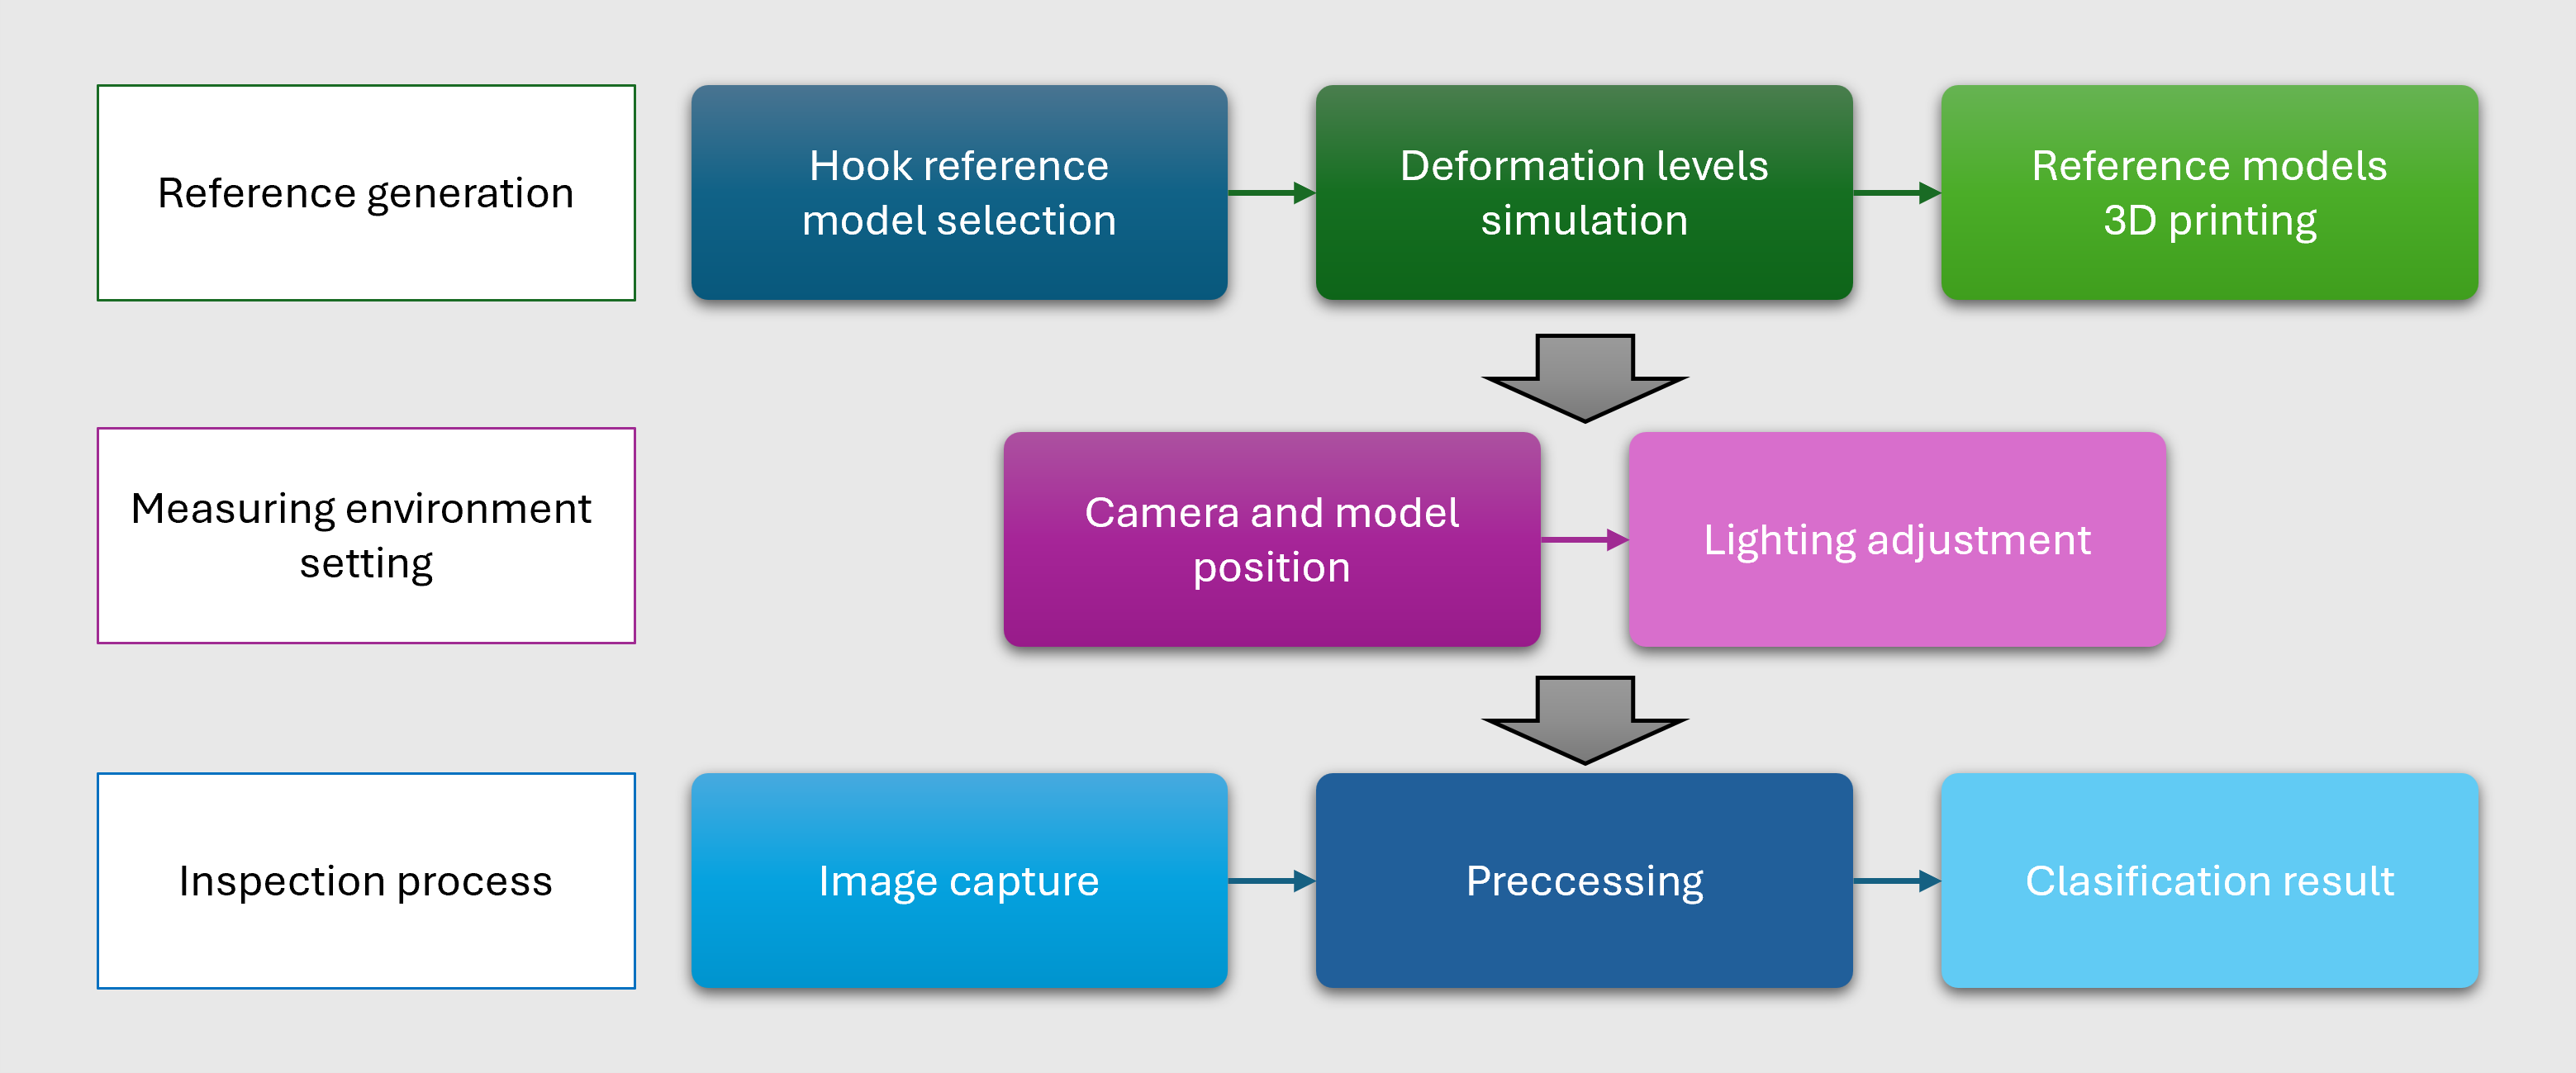 Reference generation
Hook reference
model selection
Deformation levels
simulation
Reference models
3D printing
Measuring environment
setting
Camera and model
position
Lighting adjustment
Inspection process
Image capture
Preccessing
Clasification result